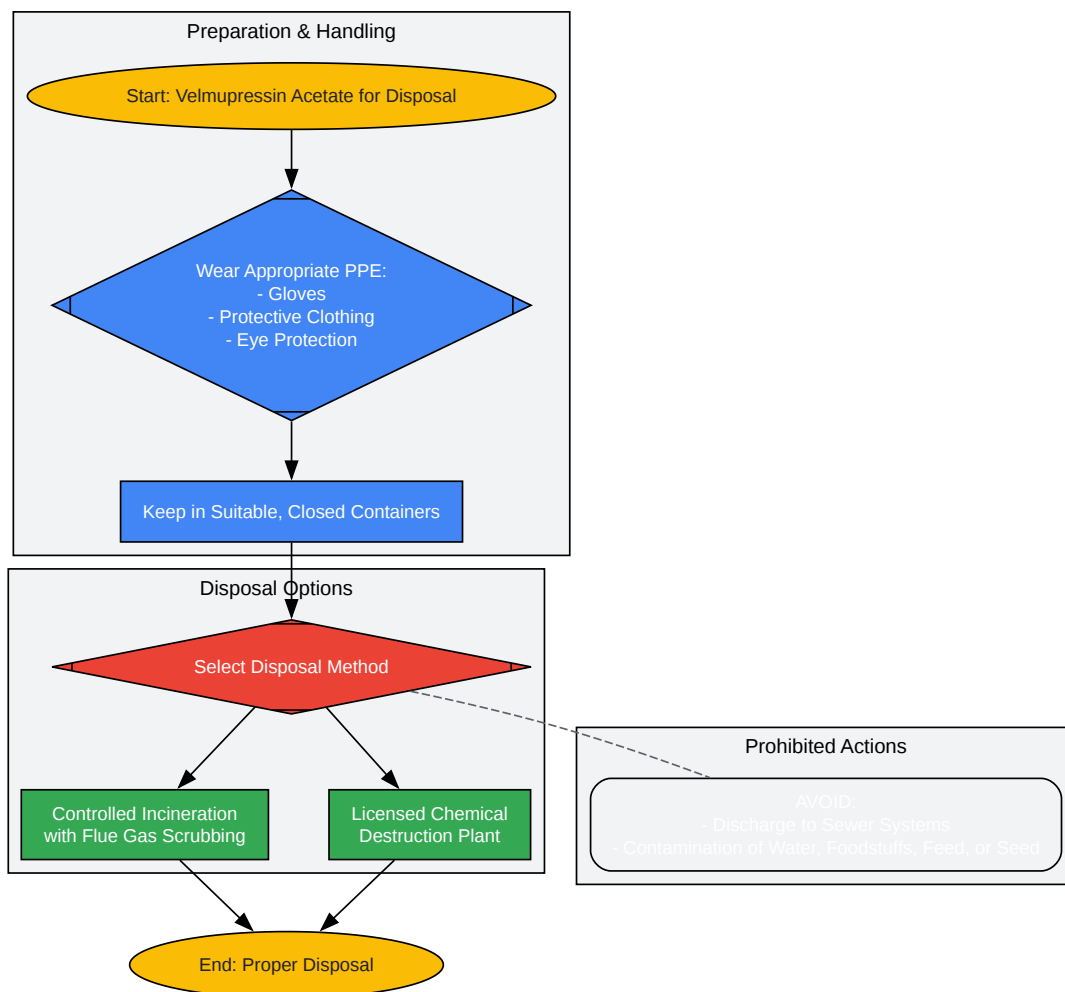 Preparation & Handling
Start: Velmupressin Acetate for Disposal
Wear Appropriate PPE:
- Gloves
- Protective Clothing
- Eye Protection
Keep in Suitable, Closed Containers
Disposal Options
Select Disposal Method
Controlled Incineration
with Flue Gas Scrubbing
Licensed Chemical
Destruction Plant
Prohibited Actions
AVOID:
- Discharge to Sewer Systems
- Contamination of Water, Foodstuffs, Feed, or Seed
End: Proper Disposal